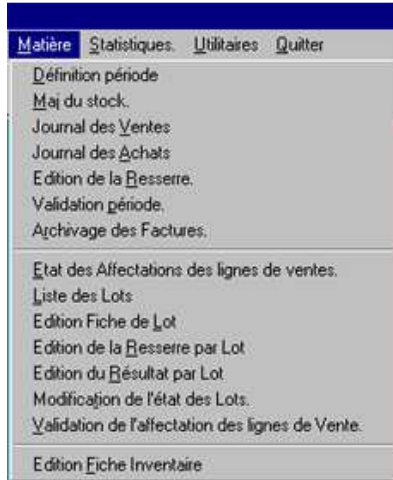 Matière Statistiques. Utilitaires Quitter
Définition période
Maj du stock.
Journal des Ventes
Journal des Achats
Edition de la Resserre.
Validation période.
Archivage des Factures.
Etat des Affectations des lignes de ventes.
Liste des Lots
Edition Fiche de Lot
Edition de la Resserre par Lot
Edition du Résultat par Lot
Modification de l'état des Lots.
Validation de l'affectation des lignes de Vente.
Edition Fiche Inventaire